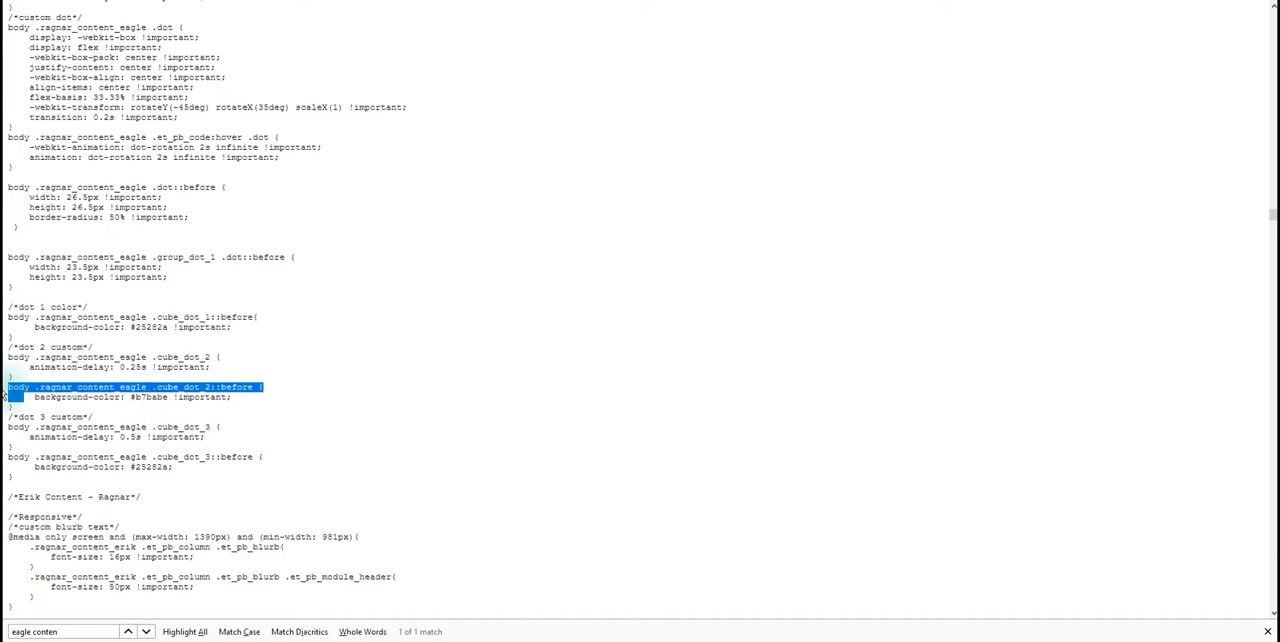 }
/*custom dot*/
body .ragnar_content_eagle .dot {
display: -webkit-box !important;
display: flex !important;
-webkit-box-pack: center !important;
justify-content: center !important;
-webkit-box-align: center !important;
align-items: center !important;
flex-basis: 33.33% !important;
-webkit-transform: rotateY(-45deg) rotateX(35deg) scaleX(1) !important;
transition: 0.2s !important;
}
body .ragnar_content_eagle .et_pb_code:hover .dot {
-webkit-animation: dot-rotation 2s infinite !important;
animation: dot-rotation 2s infinite !important;
}
body .ragnar_content_eagle .dot::before {
width: 26.5px !important;
height: 26.5px !important;
border-radius: 50% !important;
}
body .ragnar_content_eagle .group_dot_1 .dot::before {
width: 23.5px !important;
height: 23.5px !important;
}
/*dot 1 color*/
body .ragnar_content_eagle .cube_dot_1::before{
background-color: #25282a !important;
}
/*dot 2 custom*/
body .ragnar_content_eagle .cube_dot_2 {
animation-delay: 0.25s !important;
}
body .ragnar_content_eagle .cube_dot_2::before {
background-color: #b7babe !important;
}
/*dot 3 custom*/
body .ragnar_content_eagle .cube_dot_3 {
animation-delay: 0.5s !important;
}
body .ragnar_content_eagle .cube_dot_3::before {
background-color: #25282a;
}
/*Erik Content - Ragnar*/
/*Responsive*/
/*custom blurb text*/
@media only screen and (max-width: 1390px) and (min-width: 981px){
.ragnar_content_erik .et_pb_column .et_pb_blurb{
font-size: 16px !important;
}
.ragnar_content_erik .et_pb_column .et_pb_blurb .et_pb_module_header{
font-size: 50px !important;
}
}
eagle conten Highlight All Match Case Match Diacritics Whole Words 1 of 1 match